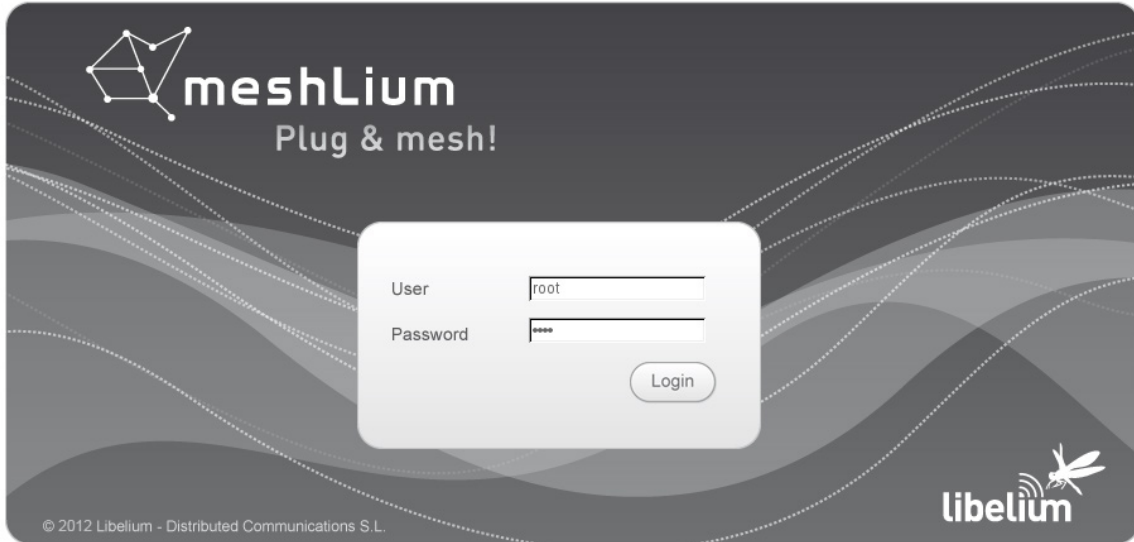 meshLium
Plug & mesh!
User
root
Password
••••
Login
libelium
© 2012 Libelium - Distributed Communications S.L.